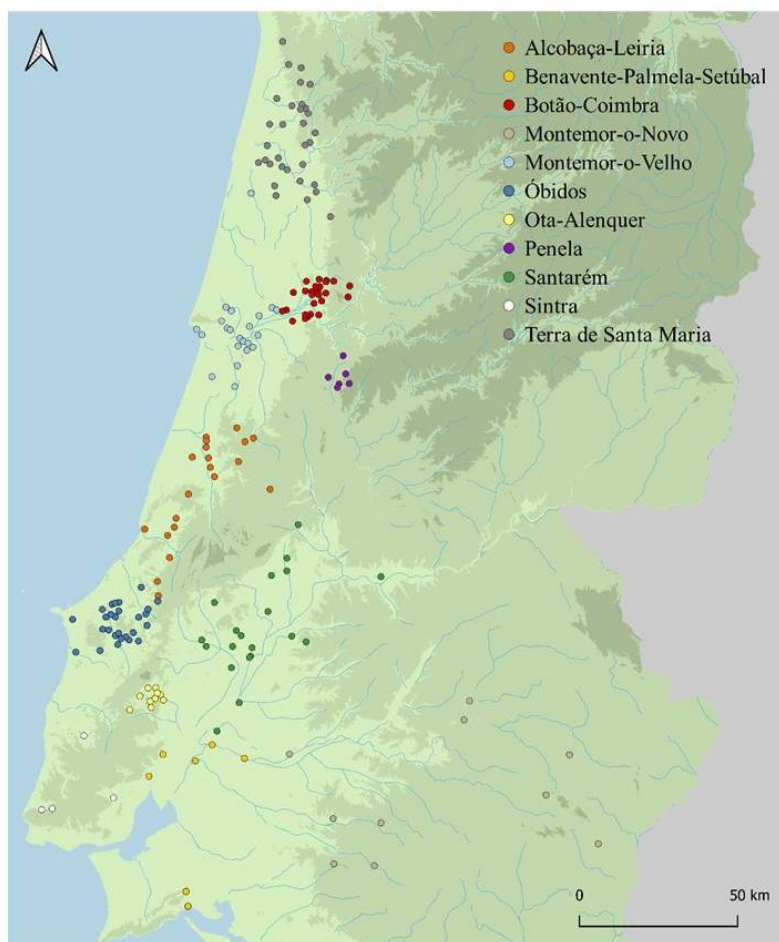 Alcobaça-Leiria
Benavente-Palmela-Setúbal
Botão-Coimbra
Montemor-o-Novo
Montemor-o-Velho
Óbidos
Ota-Alenquer
Penela
Santarém
Sintra
Terra de Santa Maria
0 50 km